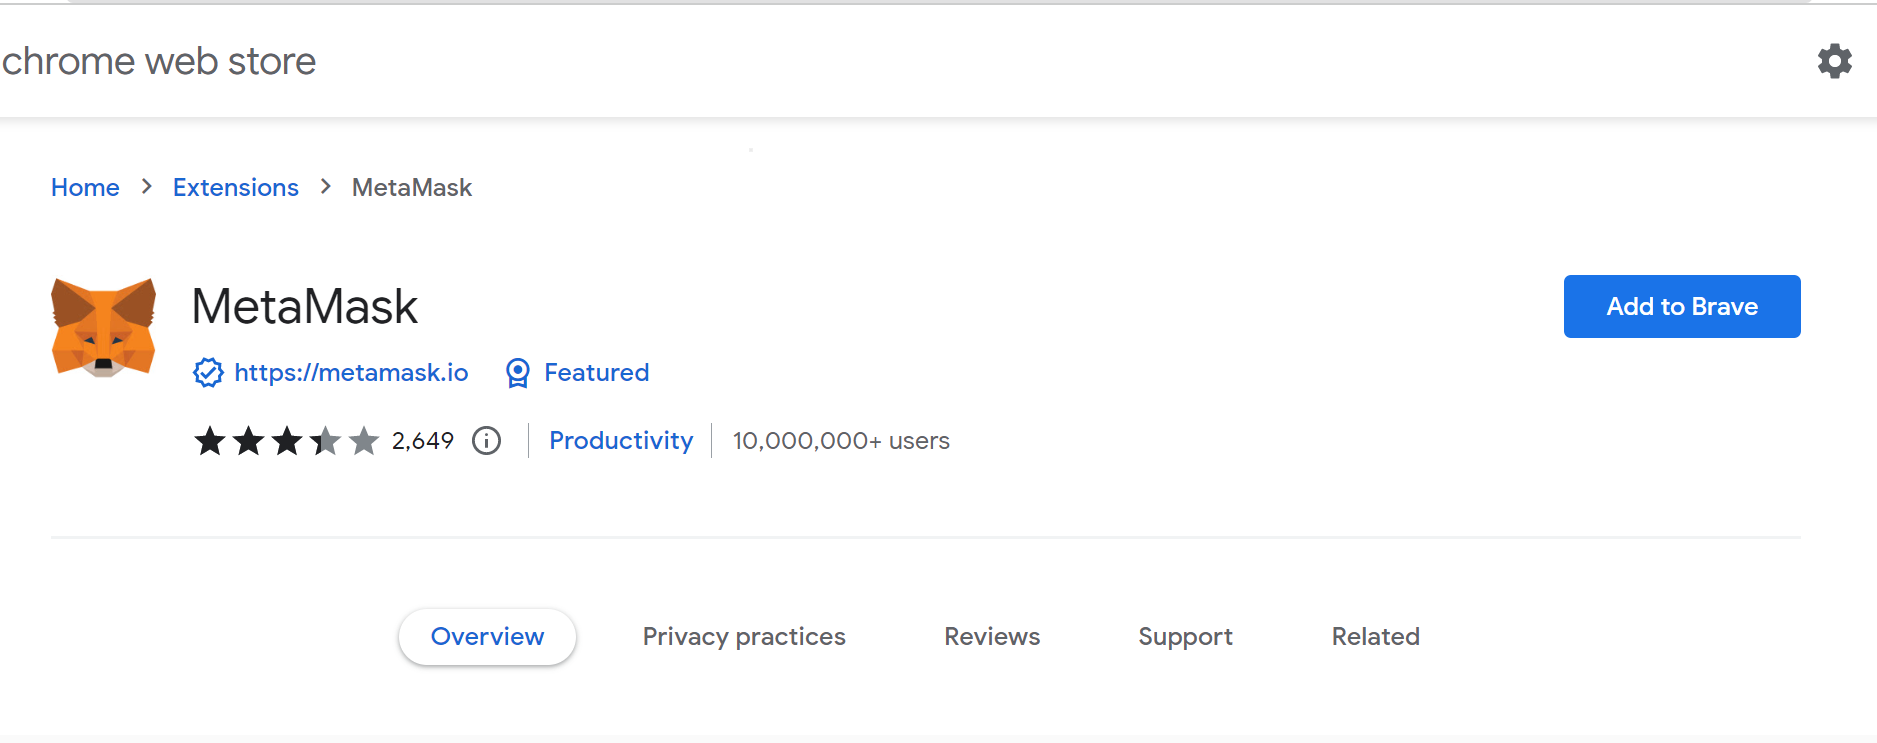 chrome web store
Home > Extensions > MetaMask
MetaMask
Add to Brave
https://metamask.io Featured
2,649 Productivity 10,000,000+ users
Overview Privacy practices Reviews Support Related